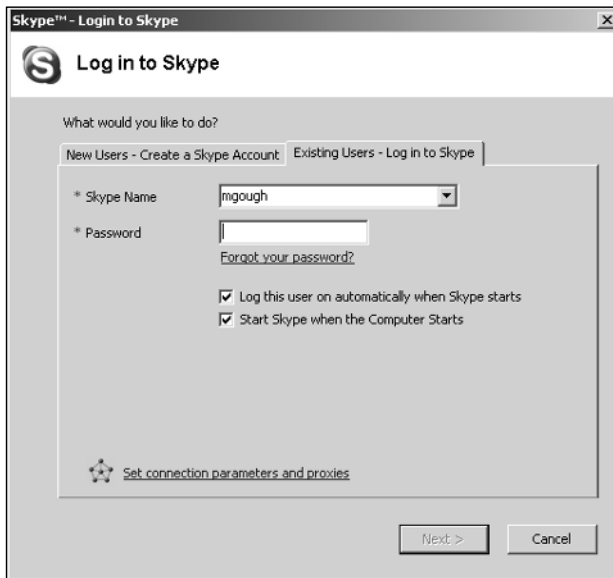 Skype™ - Login to Skype
Log in to Skype
What would you like to do?
New Users - Create a Skype Account Existing Users - Log in to Skype
* Skype Name mgough
* Password
Forgot your password?
Log this user on automatically when Skype starts
Start Skype when the Computer Starts
Set connection parameters and proxies
Next > Cancel